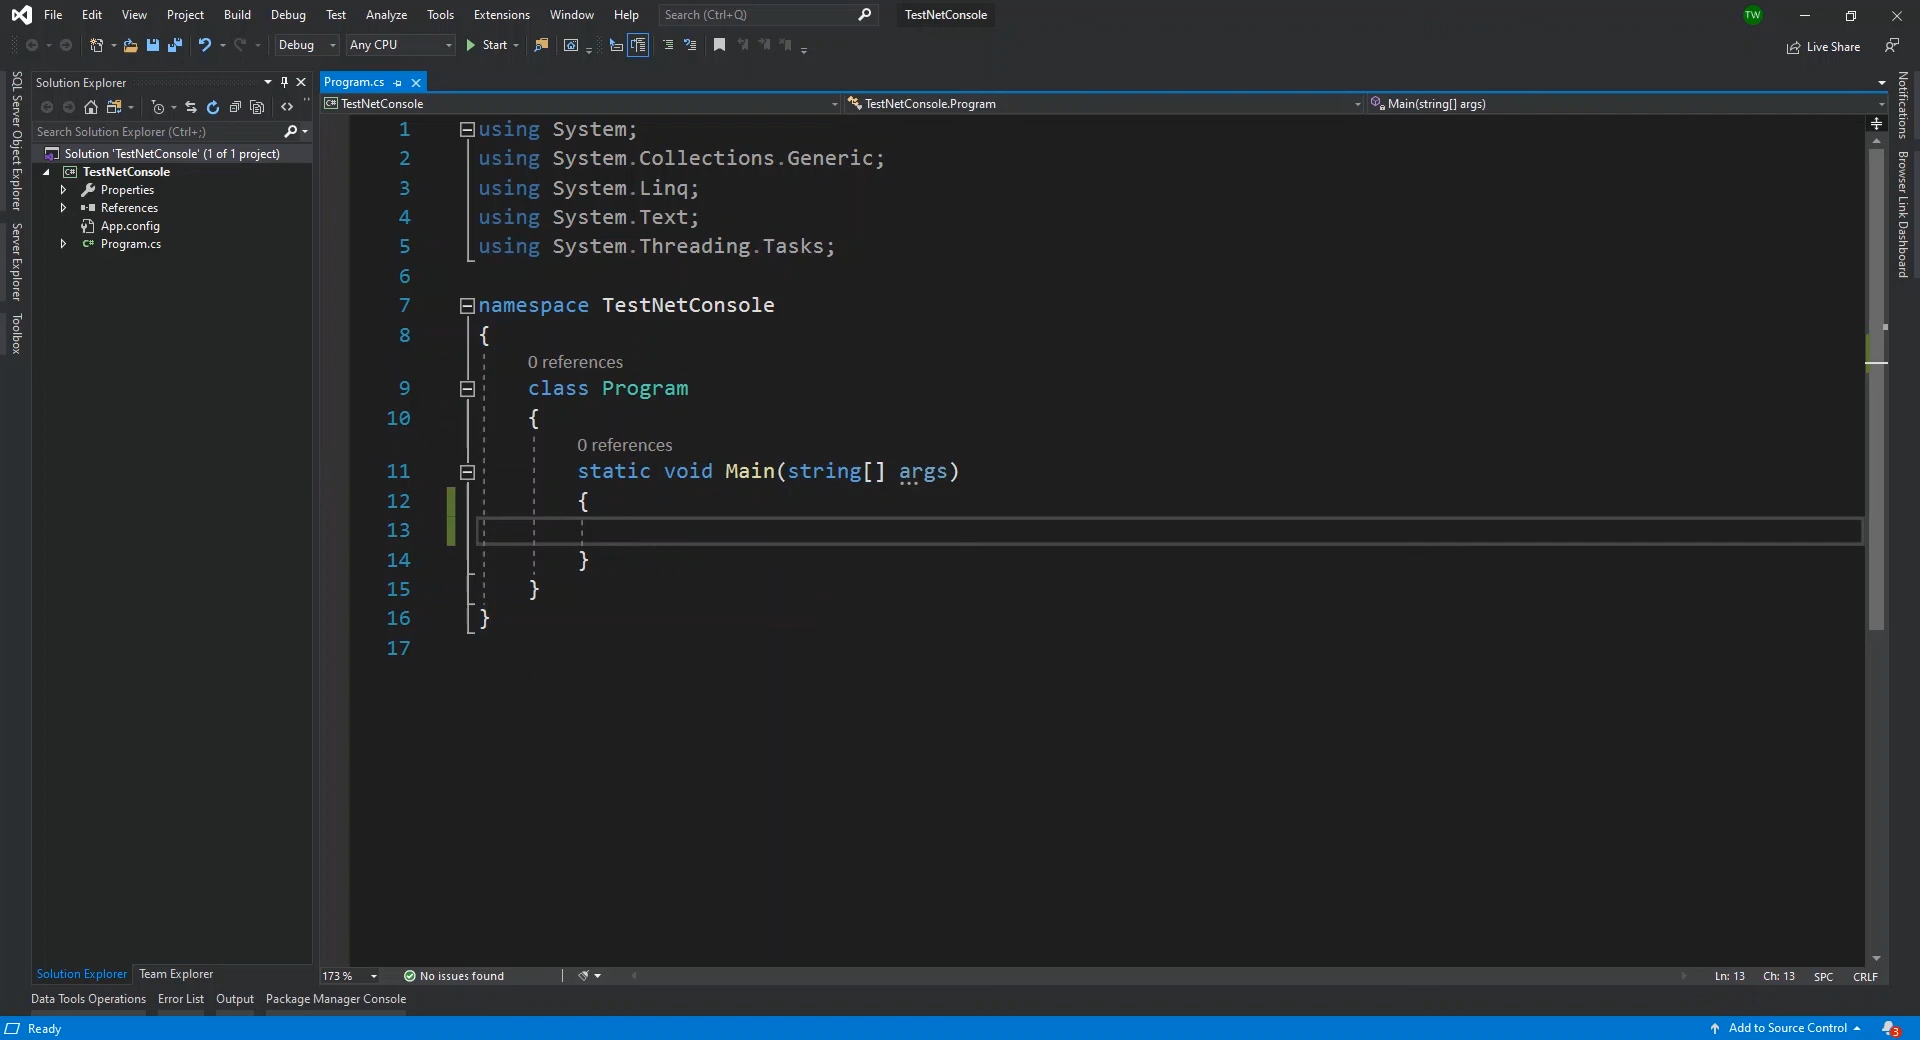 File Edit View Project Build Debug Test Analyze Tools Extensions Window Help Search (Ctrl+Q) TestNetConsole TW
Debug Any CPU Start Live Share
SQL Server Object Explorer
Server Explorer
Toolbox
Solution Explorer
Search Solution Explorer (Ctrl+;)
Solution 'TestNetConsole' (1 of 1 project)
C# TestNetConsole
Properties
References
App.config
C# Program.cs
Program.cs
C# TestNetConsole TestNetConsole.Program Main(string[] args)
1 using System;
2 using System.Collections.Generic;
3 using System.Linq;
4 using System.Text;
5 using System.Threading.Tasks;
6
7 namespace TestNetConsole
8 {
0 references
9 class Program
10 {
0 references
11 static void Main(string[] args)
12 {
13
14 }
15 }
16 }
17
Notifications
Browser Link Dashboard
173 % No issues found Ln: 13 Ch: 13 SPC CRLF
Solution Explorer Team Explorer
Data Tools Operations Error List Output Package Manager Console
Ready Add to Source Control 3